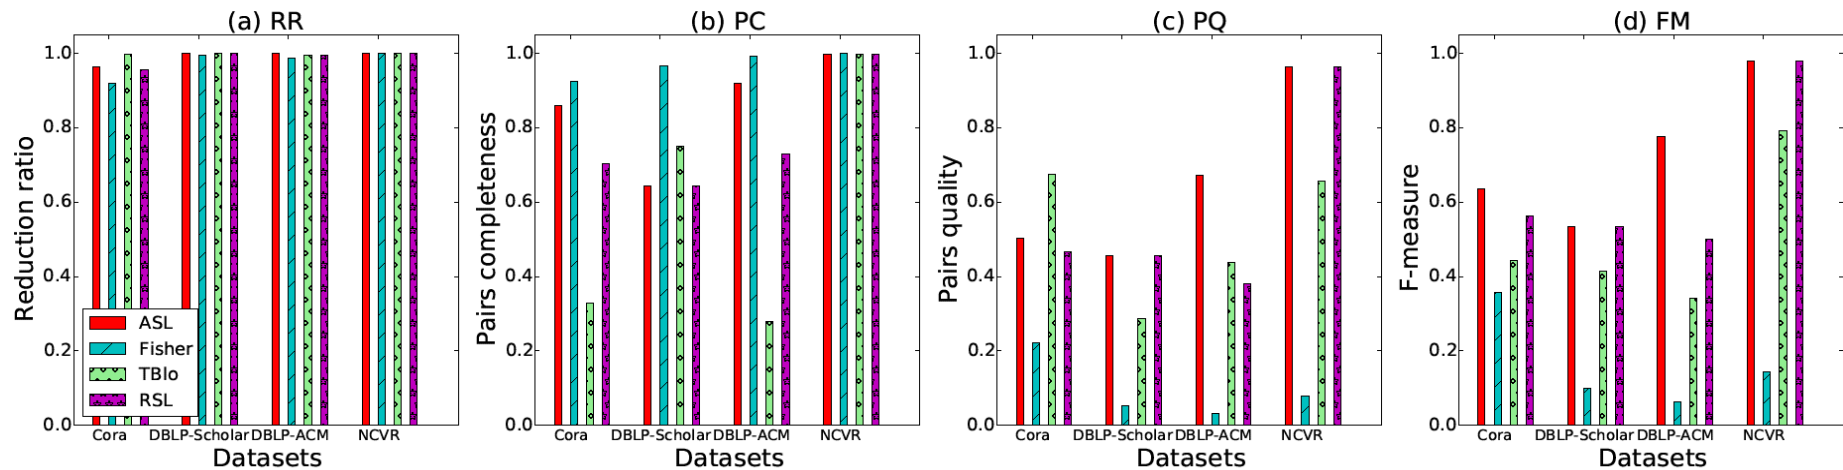 (a) RR
Reduction ratio
1.0
0.8
0.6
0.4
0.2
0.0
ASL
Fisher
TBlo
RSL
Cora DBLP-Scholar DBLP-ACM NCVR
Datasets
(b) PC
Pairs completeness
1.0
0.8
0.6
0.4
0.2
0.0
Cora DBLP-Scholar DBLP-ACM NCVR
Datasets
(c) PQ
Pairs quality
1.0
0.8
0.6
0.4
0.2
0.0
Cora DBLP-Scholar DBLP-ACM NCVR
Datasets
(d) FM
F-measure
1.0
0.8
0.6
0.4
0.2
0.0
Cora DBLP-Scholar DBLP-ACM NCVR
Datasets